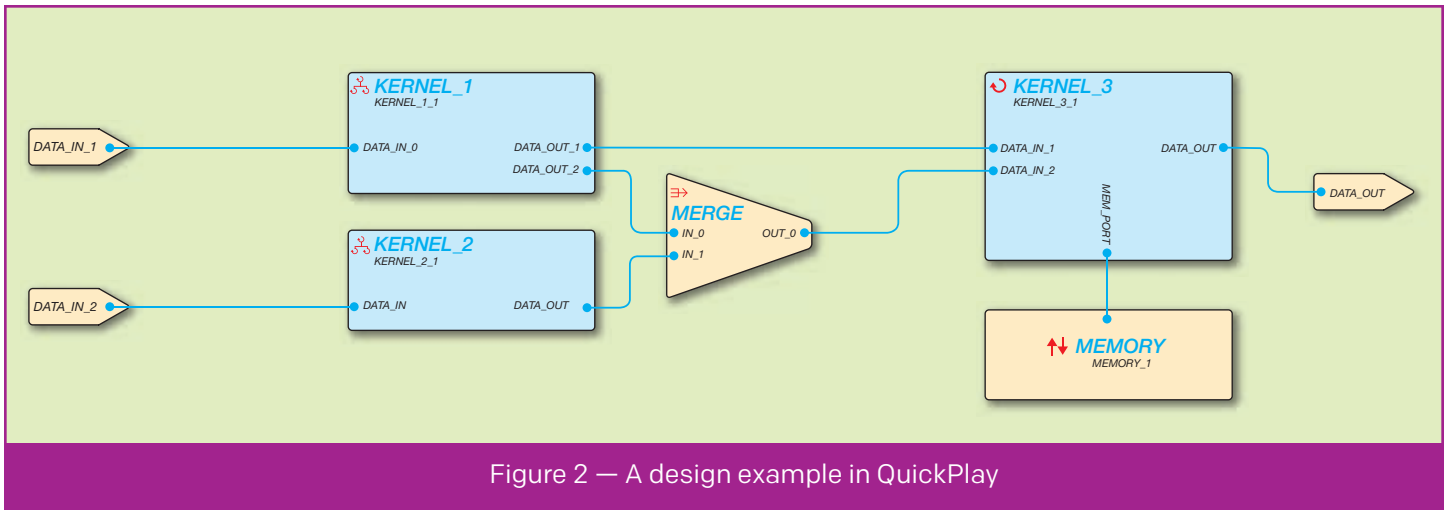 DATA_IN_1
DATA_IN_2
KERNEL_1
KERNEL_1_1
DATA_IN_0
DATA_OUT_1
DATA_OUT_2
KERNEL_2
KERNEL_2_1
DATA_IN
DATA_OUT
MERGE
IN_0
OUT_0
IN_1
KERNEL_3
KERNEL_3_1
DATA_IN_1
DATA_OUT
DATA_IN_2
MEM_PORT
MEMORY
MEMORY_1
DATA_OUT
Figure 2 — A design example in QuickPlay